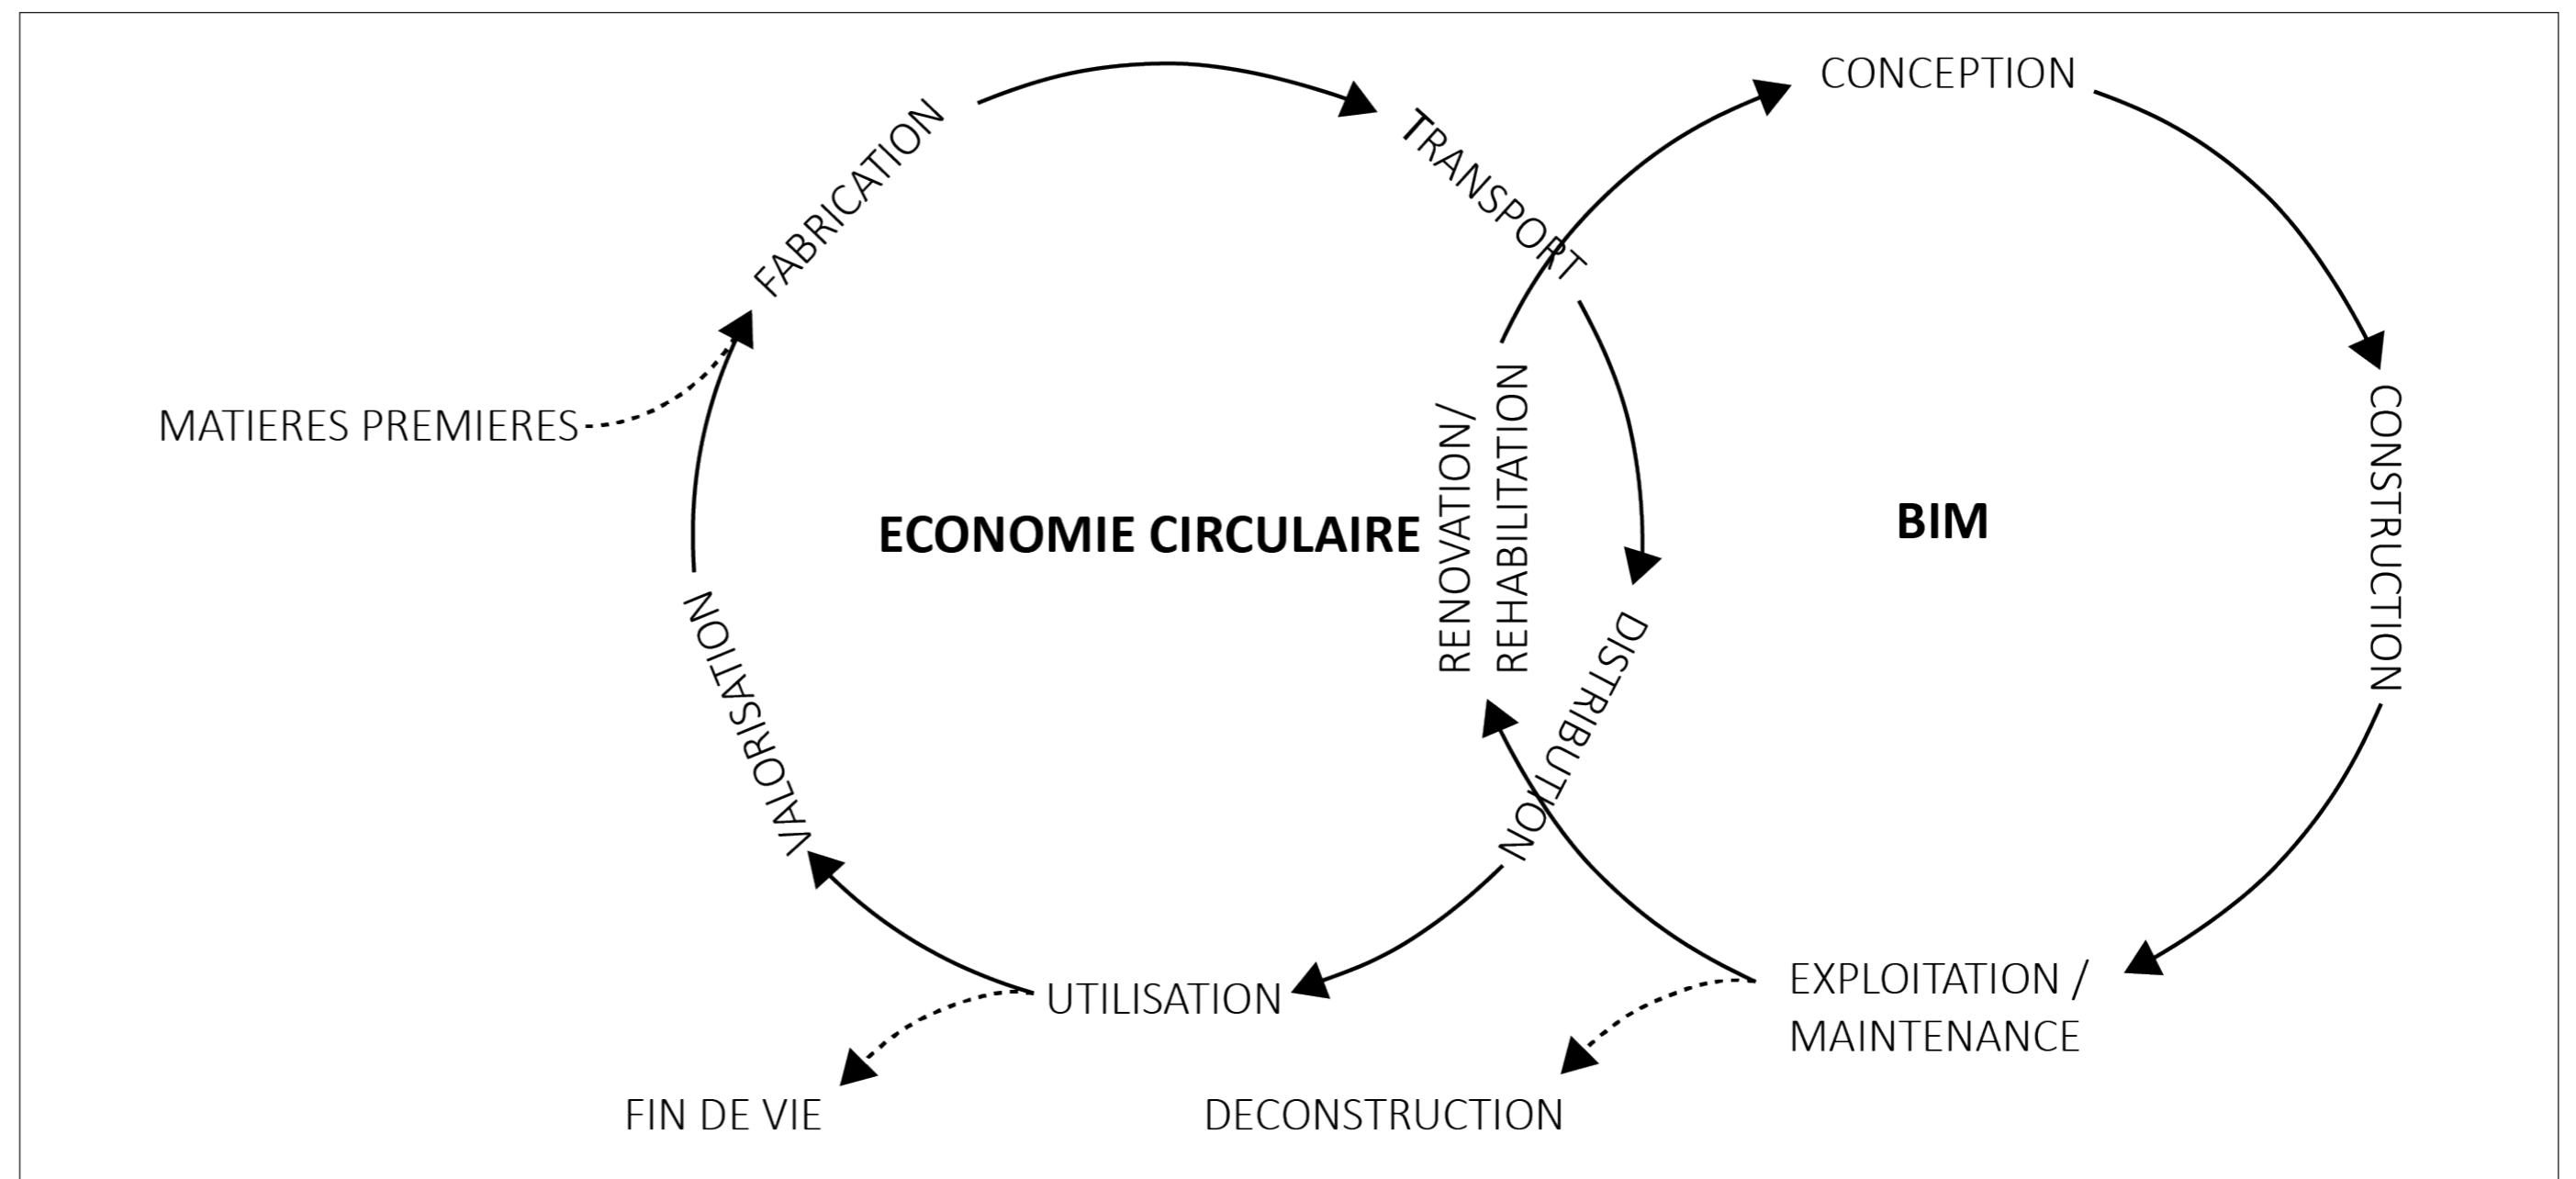 CONCEPTION
FABRICATION
TRANSPORT
MATIERES PREMIERES
ECONOMIE CIRCULAIRE
RENOVATION/
REHABILITATION
BIM
CONSTRUCTION
VALORISATION
DISTRIBUTION
UTILISATION
EXPLOITATION /
MAINTENANCE
FIN DE VIE
DECONSTRUCTION